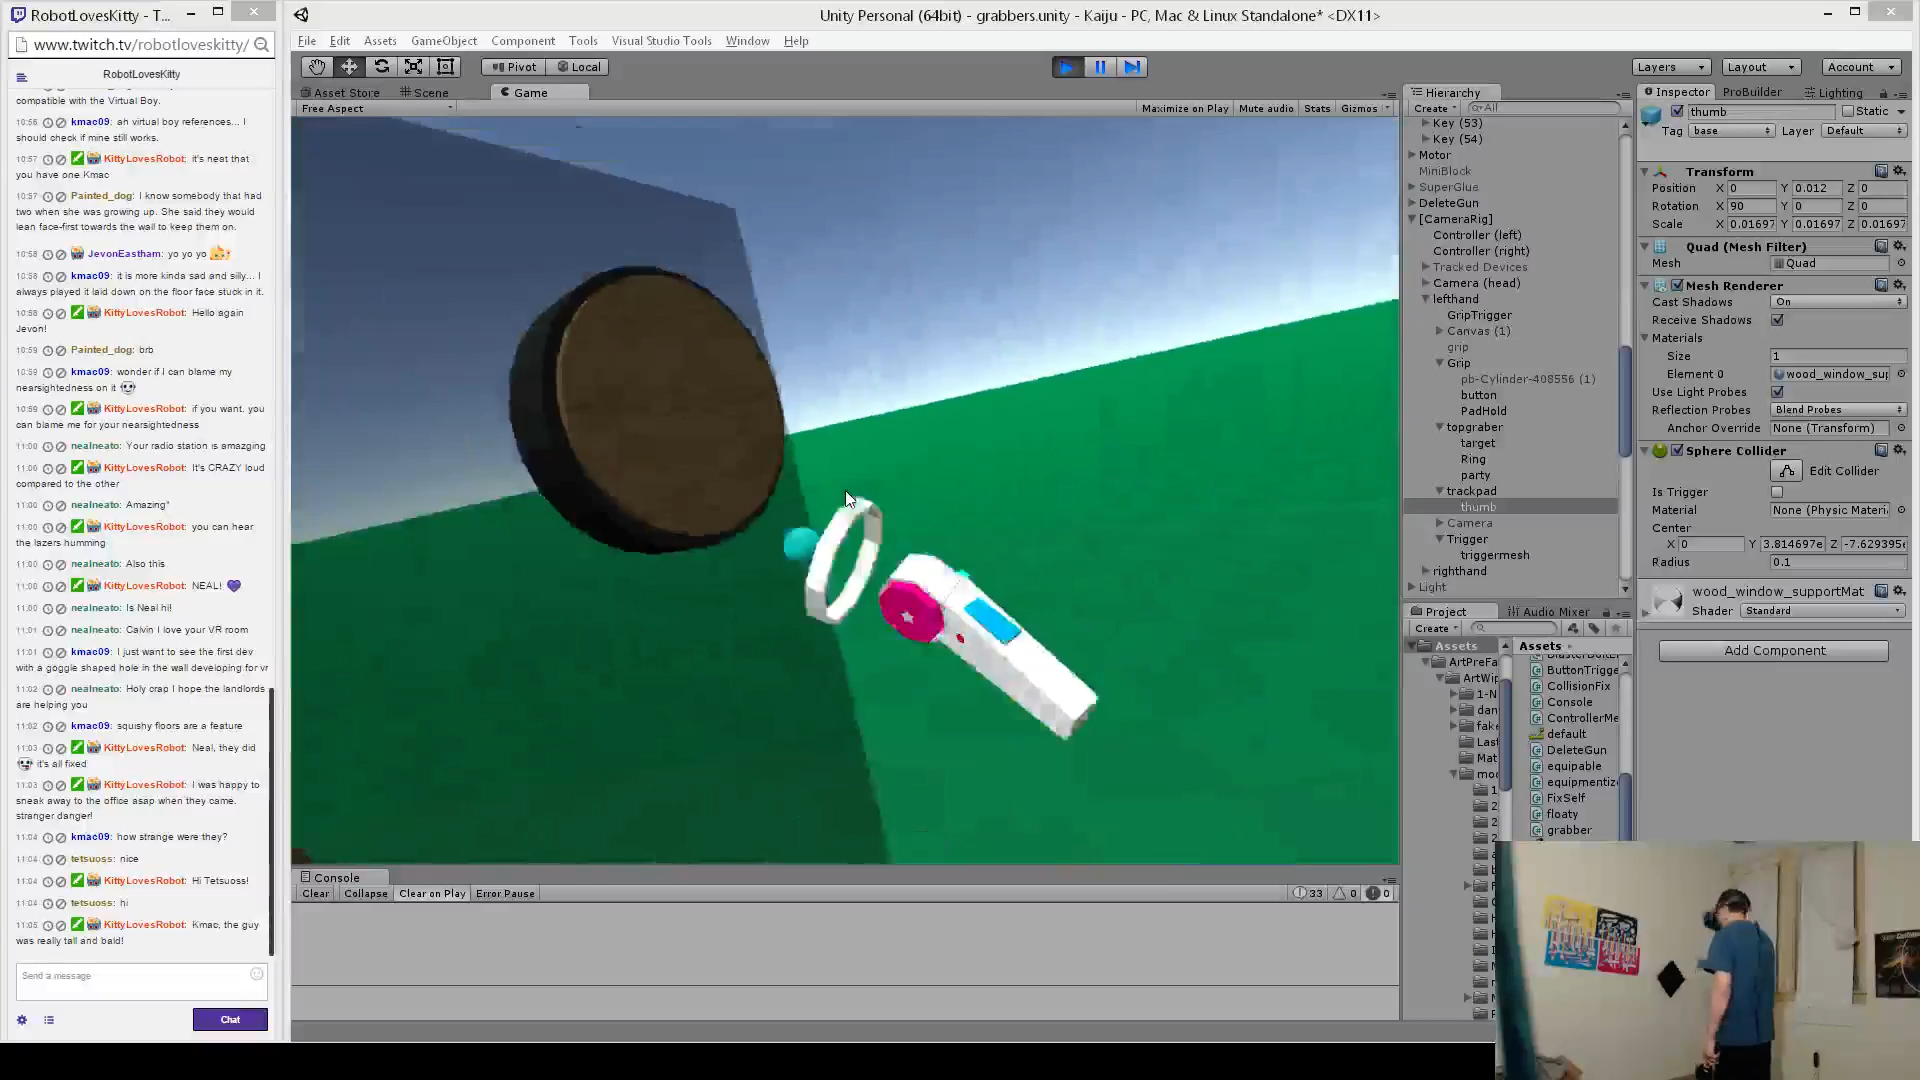 RobotLovesKitty - T...
www.twitch.tv/robotloveskitty/
RobotLovesKitty
compatible with the Virtual Boy.
10:56 kmac09: ah virtual boy references... I
should check if mine still works.
10:57 KittyLovesRobot: it's neat that
you have one Kmac
10:57 Painted_dog: I know somebody that had
two when she was growing up. She said they would
lean face-first towards the wall to keep them on.
10:58 JevonEastham: yo yo yo
10:58 kmac09: it is more kinda sad and silly... I
always played it laid down on the floor face stuck in it.
10:58 KittyLovesRobot: Hello again
Jevon!
10:59 Painted_dog: brb
10:59 kmac09: wonder if I can blame my
nearsightedness on it
10:59 KittyLovesRobot: if you want, you
can blame me for your nearsightedness
11:00 nealneato: Your radio station is amazging
11:00 KittyLovesRobot: It's CRAZY loud
compared to the other
11:00 nealneato: Amazing*
11:00 KittyLovesRobot: you can hear
the lazers humming
11:00 nealneato: Also this
11:00 KittyLovesRobot: NEAL!
11:00 nealneato: Is Neal hi!
11:01 nealneato: Calvin I love your VR room
11:01 kmac09: I just want to see the first dev
with a goggle shaped hole in the wall developing for vr
11:02 nealneato: Holy crap I hope the landlords
are helping you
11:02 kmac09: squishy floors are a feature
11:03 KittyLovesRobot: Neal, they did
it's all fixed
11:03 KittyLovesRobot: I was happy to
sneak away to the office asap when they came.
stranger danger!
11:04 kmac09: how strange were they?
11:04 tetsuoss: nice
11:04 KittyLovesRobot: Hi Tetsuoss!
11:04 tetsuoss: hi
11:05 KittyLovesRobot: Kmac, the guy
was really tall and bald!
Send a message
Chat
Unity Personal (64bit) - grabbers.unity - Kaiju - PC, Mac & Linux Standalone* <DX11>
File Edit Assets GameObject Component Tools Visual Studio Tools Window Help
Pivot Local
Layers Layout Account
Asset Store Scene Game
Free Aspect
Maximize on Play Mute audio Stats Gizmos
Console
Clear Collapse Clear on Play Error Pause
33 0 0
Hierarchy
Create All
Key (53)
Key (54)
Motor
MiniBlock
SuperGlue
DeleteGun
[CameraRig]
Controller (left)
Controller (right)
Tracked Devices
Camera (head)
lefthand
GripTrigger
Canvas (1)
grip
Grip
pb-Cylinder-408556 (1)
button
PadHold
topgraber
target
Ring
party
trackpad
thumb
Camera
Trigger
triggermesh
righthand
Light
Project Audio Mixer
Create
Assets
ArtPreFa
ArtWip
1-N
dan
fake
Last
Mat
mod
Assets
ButtonTrigge
CollisionFix
Console
ControllerMe
default
DeleteGun
equipable
equipmentize
FixSelf
floaty
grabber
Inspector ProBuilder Lighting
thumb Static
Tag base Layer Default
Transform
Position X 0 Y 0.012 Z 0
Rotation X 90 Y 0 Z 0
Scale X 0.01697 Y 0.01697 Z 0.01697
Quad (Mesh Filter)
Mesh Quad
Mesh Renderer
Cast Shadows On
Receive Shadows
Materials
Size 1
Element 0 wood_window_sup
Use Light Probes
Reflection Probes Blend Probes
Anchor Override None (Transform)
Sphere Collider
Edit Collider
Is Trigger
Material None (Physic Materi
Center
X 0 Y 3.814697e Z -7.629395e
Radius 0.1
wood_window_supportMat
Shader Standard
Add Component